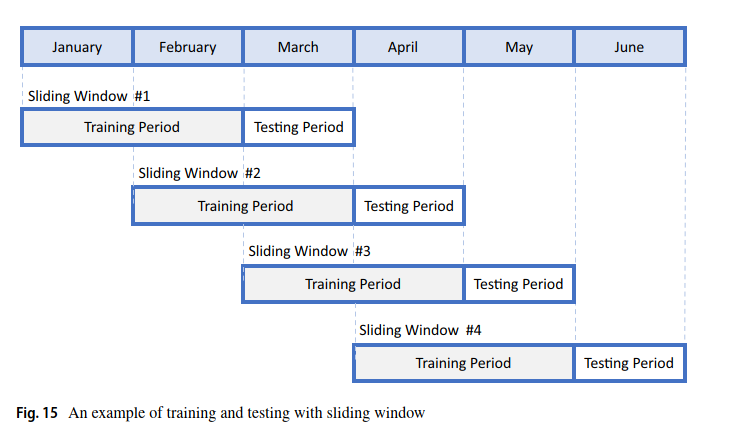 January February March April May June
Sliding Window #1
Training Period Testing Period
Sliding Window #2
Training Period Testing Period
Sliding Window #3
Training Period Testing Period
Sliding Window #4
Training Period Testing Period
Fig. 15 An example of training and testing with sliding window